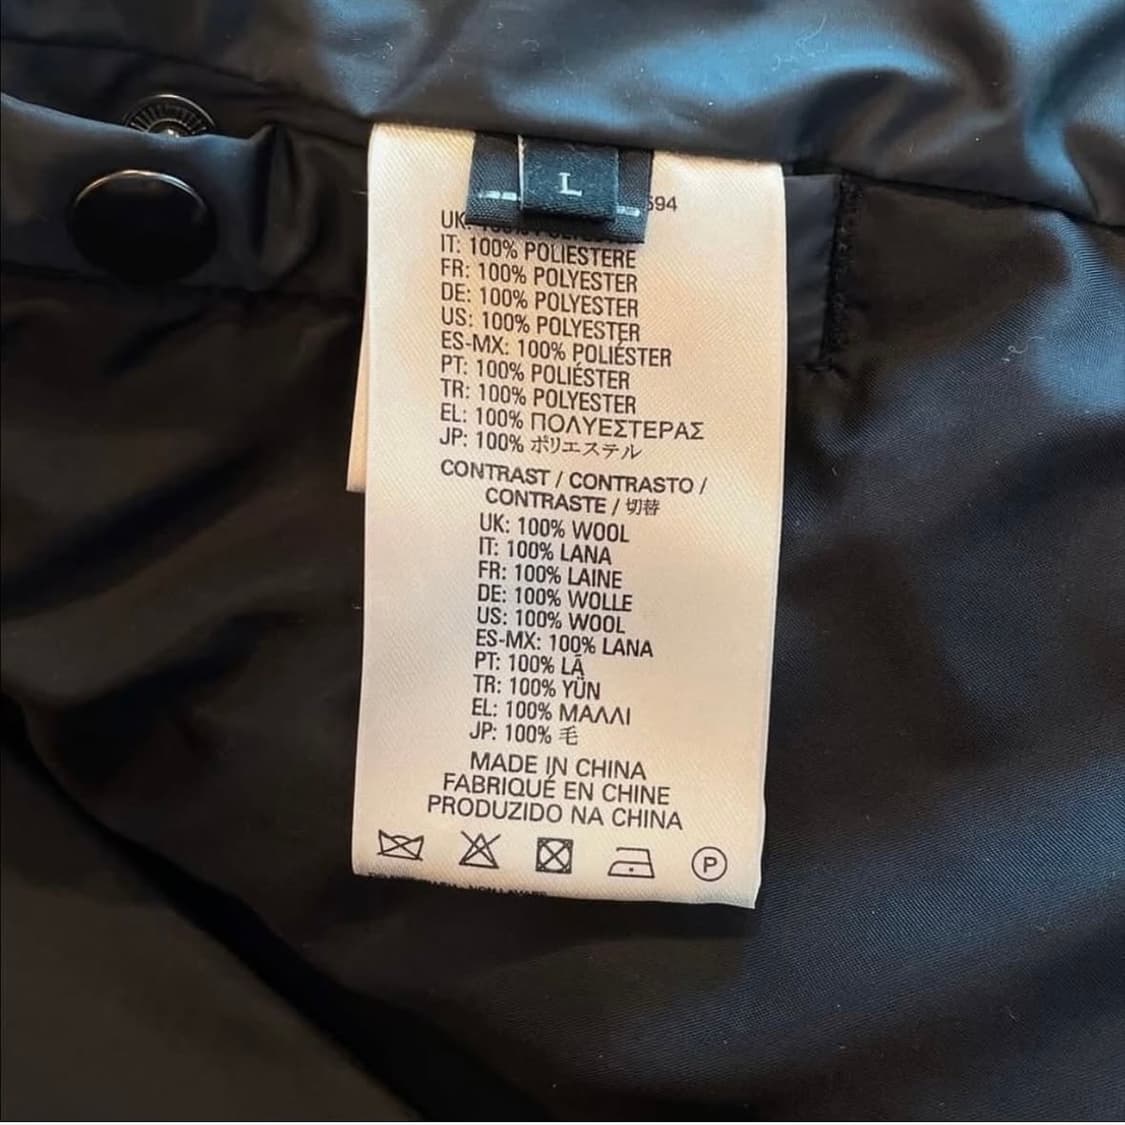 L
594
UK:
IT: 100% POLIESTERE
FR: 100% POLYESTER
DE: 100% POLYESTER
US: 100% POLYESTER
ES-MX: 100% POLIÉSTER
PT: 100% POLIÉSTER
TR: 100% POLYESTER
EL: 100% ΠΟΛΥΕΣΤΕΡΑΣ
JP: 100% ポリエステル
CONTRAST / CONTRASTO /
CONTRASTE / 切替
UK: 100% WOOL
IT: 100% LANA
FR: 100% LAINE
DE: 100% WOLLE
US: 100% WOOL
ES-MX: 100% LANA
PT: 100% LÃ
TR: 100% YÜN
EL: 100% ΜΑΛΛΙ
JP: 100% 毛
MADE IN CHINA
FABRIQUÉ EN CHINE
PRODUZIDO NA CHINA
P